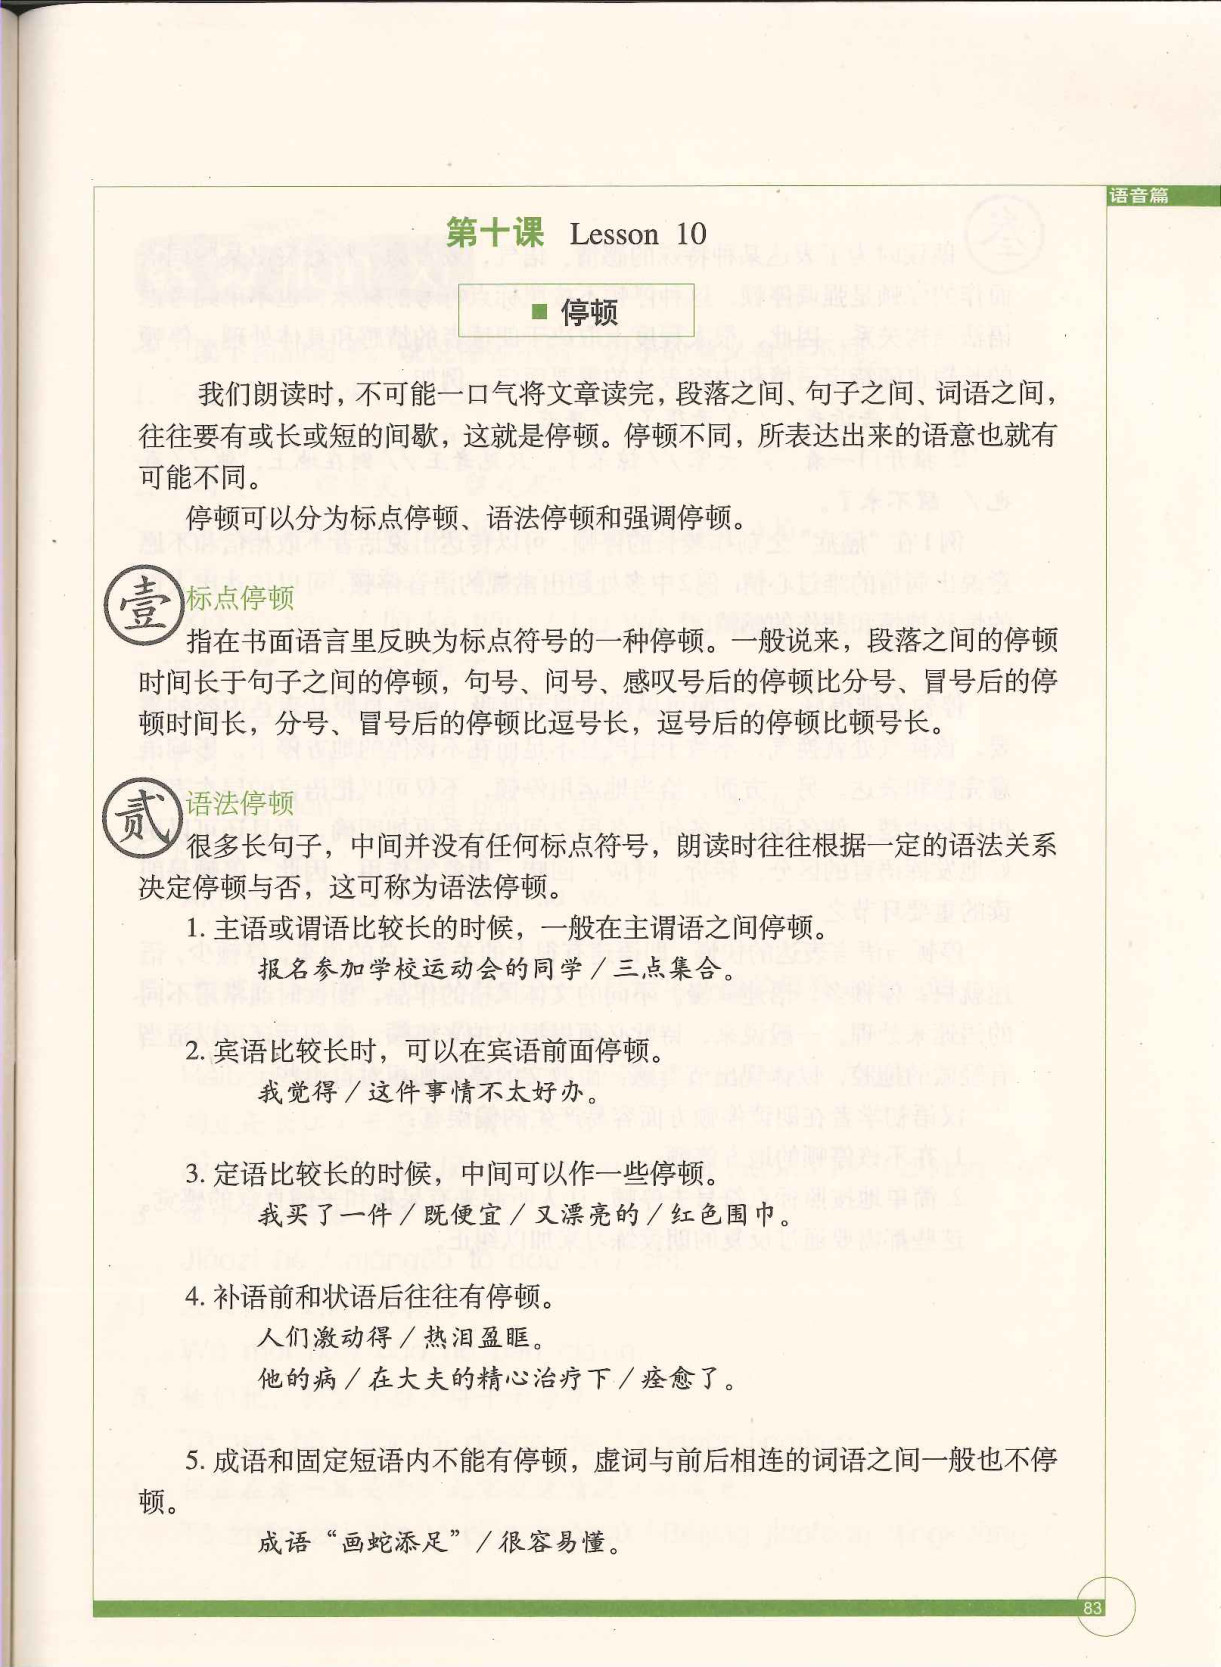 语音篇
第十课 Lesson 10
■ 停顿
我们朗读时，不可能一口气将文章读完，段落之间、句子之间、词语之间，
往往要有或长或短的间歇，这就是停顿。停顿不同，所表达出来的语意也就有
可能不同。
停顿可以分为标点停顿、语法停顿和强调停顿。
壹 标点停顿
指在书面语言里反映为标点符号的一种停顿。一般说来，段落之间的停顿
时间长于句子之间的停顿，句号、问号、感叹号后的停顿比分号、冒号后的停
顿时间长，分号、冒号后的停顿比逗号长，逗号后的停顿比顿号长。
贰 语法停顿
很多长句子，中间并没有任何标点符号，朗读时往往根据一定的语法关系
决定停顿与否，这可称为语法停顿。
1. 主语或谓语比较长的时候，一般在主谓语之间停顿。
报名参加学校运动会的同学/三点集合。
2. 宾语比较长时，可以在宾语前面停顿。
我觉得/这件事情不太好办。
3. 定语比较长的时候，中间可以作一些停顿。
我买了一件/既便宜/又漂亮的/红色围巾。
4. 补语前和状语后往往有停顿。
人们激动得/热泪盈眶。
他的病/在大夫的精心治疗下/痊愈了。
5. 成语和固定短语内不能有停顿，虚词与前后相连的词语之间一般也不停
顿。
成语“画蛇添足”/很容易懂。
83